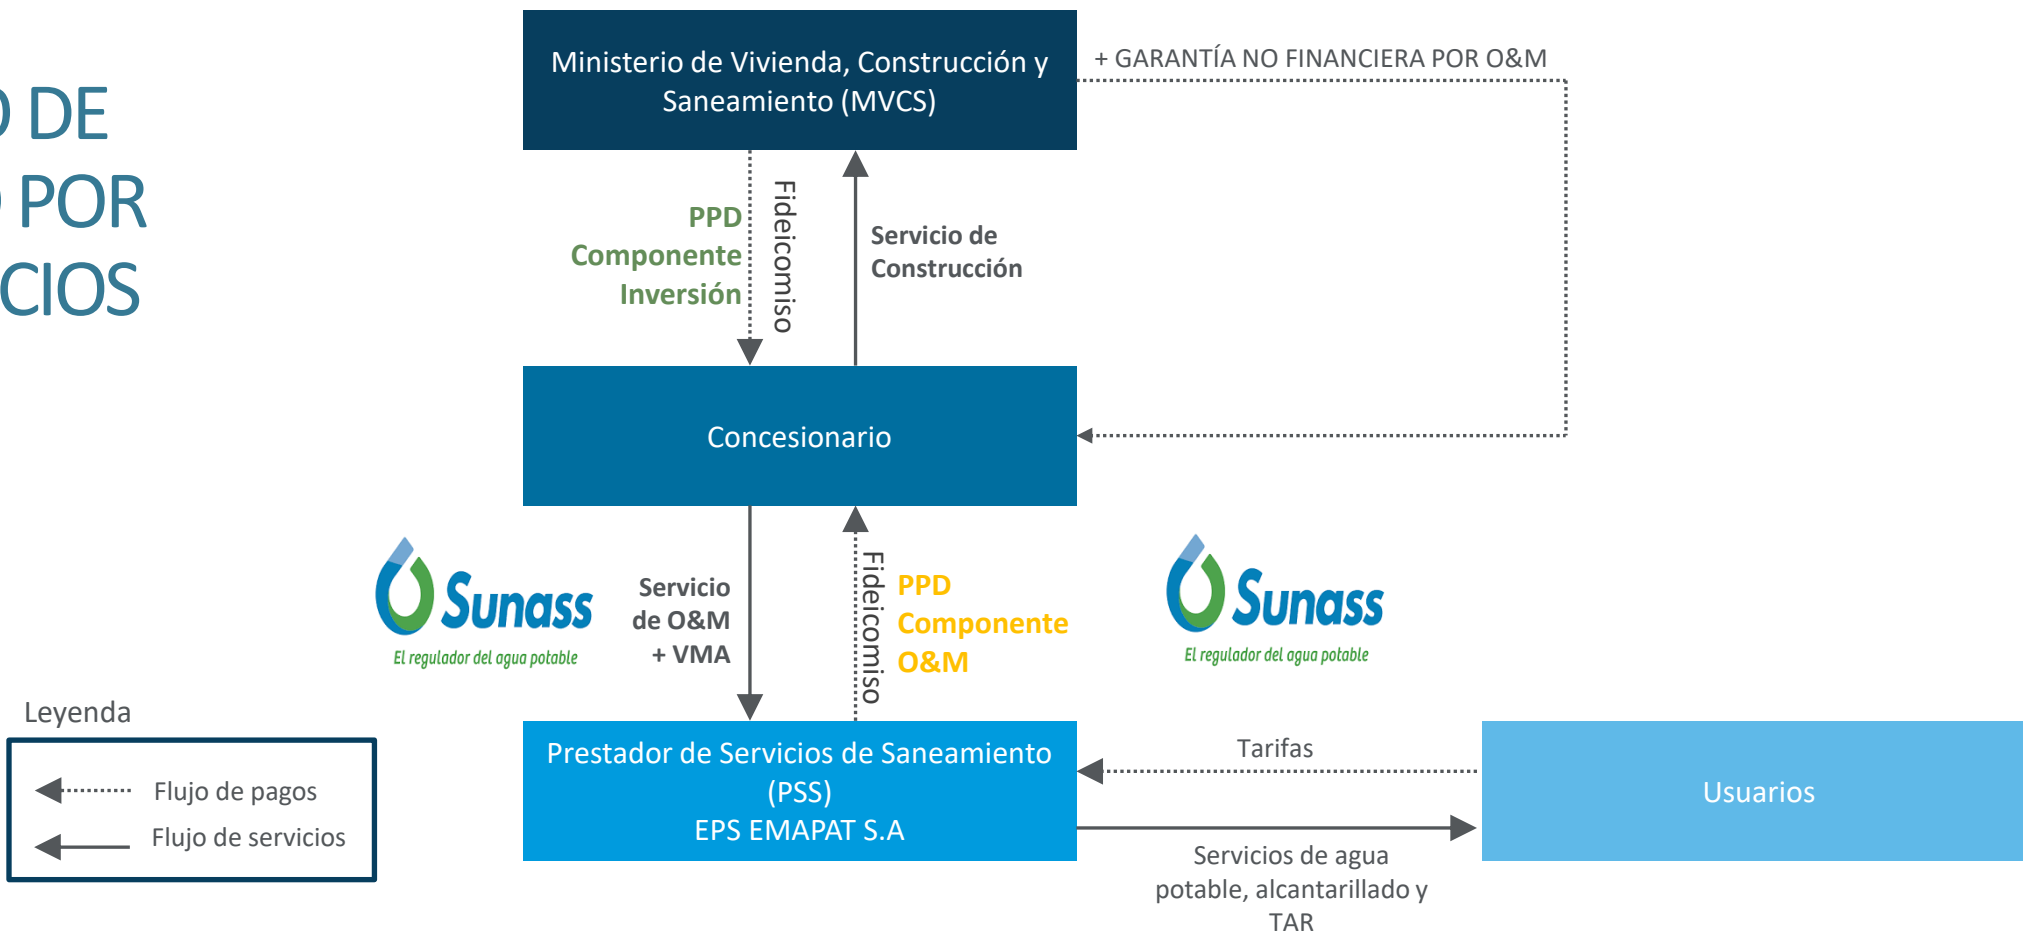 O DE
O POR
CIOS
Ministerio de Vivienda, Construcción y
Saneamiento (MVCS)
+ GARANTÍA NO FINANCIERA POR O&M
PPD
Componente
Inversión
Fideicomiso
Servicio de
Construcción
Concesionario
Sunass
El regulador del agua potable
Servicio
de O&M
+ VMA
Fideicomiso
PPD
Componente
O&M
Sunass
El regulador del agua potable
Leyenda
Flujo de pagos
Flujo de servicios
Prestador de Servicios de Saneamiento
(PSS)
EPS EMAPAT S.A
Tarifas
Usuarios
Servicios de agua
potable, alcantarillado y
TAR